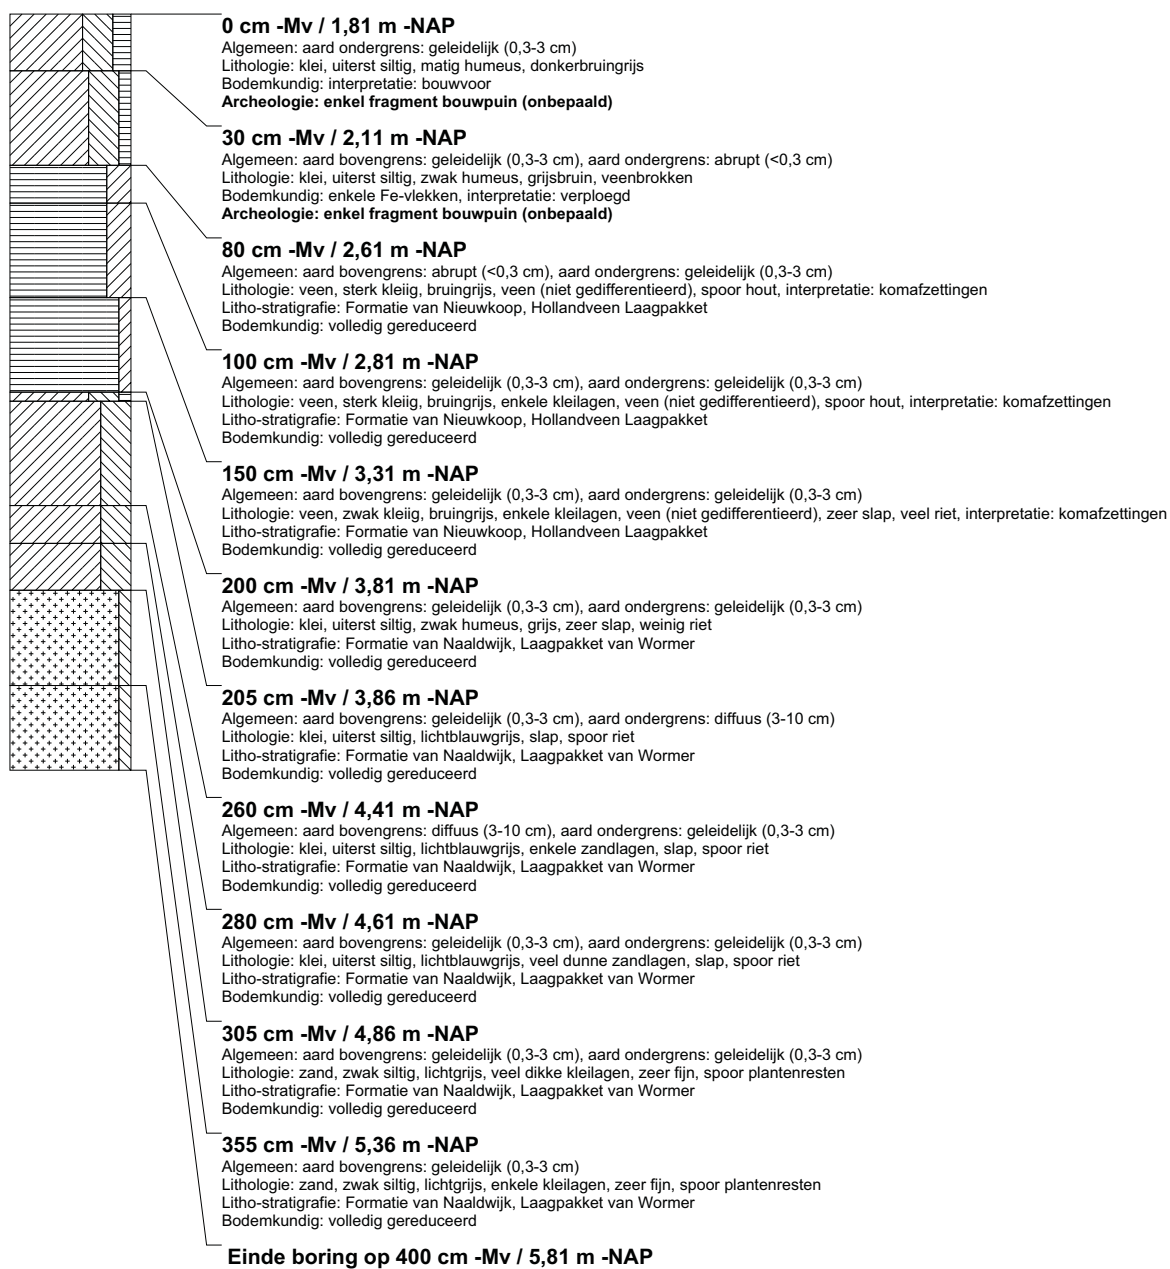 0 cm -Mv / 1,81 m -NAP
Algemeen: aard ondergrens: geleidelijk (0,3-3 cm)
Lithologie: klei, uiterst siltig, matig humeus, donkerbruingrijs
Bodemkundig: interpretatie: bouwvoor
Archeologie: enkel fragment bouwpuin (onbepaald)
30 cm -Mv / 2,11 m -NAP
Algemeen: aard bovengrens: geleidelijk (0,3-3 cm), aard ondergrens: abrupt (<0,3 cm)
Lithologie: klei, uiterst siltig, zwak humeus, grijsbruin, veenbrokken
Bodemkundig: enkele Fe-vlekken, interpretatie: verploegd
Archeologie: enkel fragment bouwpuin (onbepaald)
80 cm -Mv / 2,61 m -NAP
Algemeen: aard bovengrens: abrupt (<0,3 cm), aard ondergrens: geleidelijk (0,3-3 cm)
Lithologie: veen, sterk kleiig, bruingrijs, veen (niet gedifferentieerd), spoor hout, interpretatie: komafzettingen
Litho-stratigrafie: Formatie van Nieuwkoop, Hollandveen Laagpakket
Bodemkundig: volledig gereduceerd
100 cm -Mv / 2,81 m -NAP
Algemeen: aard bovengrens: geleidelijk (0,3-3 cm), aard ondergrens: geleidelijk (0,3-3 cm)
Lithologie: veen, sterk kleiig, bruingrijs, enkele kleilagen, veen (niet gedifferentieerd), spoor hout, interpretatie: komafzettingen
Litho-stratigrafie: Formatie van Nieuwkoop, Hollandveen Laagpakket
Bodemkundig: volledig gereduceerd
150 cm -Mv / 3,31 m -NAP
Algemeen: aard bovengrens: geleidelijk (0,3-3 cm), aard ondergrens: geleidelijk (0,3-3 cm)
Lithologie: veen, zwak kleiig, bruingrijs, enkele kleilagen, veen (niet gedifferentieerd), zeer slap, veel riet, interpretatie: komafzettingen
Litho-stratigrafie: Formatie van Nieuwkoop, Hollandveen Laagpakket
Bodemkundig: volledig gereduceerd
200 cm -Mv / 3,81 m -NAP
Algemeen: aard bovengrens: geleidelijk (0,3-3 cm), aard ondergrens: geleidelijk (0,3-3 cm)
Lithologie: klei, uiterst siltig, zwak humeus, grijs, zeer slap, weinig riet
Litho-stratigrafie: Formatie van Naaldwijk, Laagpakket van Wormer
Bodemkundig: volledig gereduceerd
205 cm -Mv / 3,86 m -NAP
Algemeen: aard bovengrens: geleidelijk (0,3-3 cm), aard ondergrens: diffuus (3-10 cm)
Lithologie: klei, uiterst siltig, lichtblauwgrijs, slap, spoor riet
Litho-stratigrafie: Formatie van Naaldwijk, Laagpakket van Wormer
Bodemkundig: volledig gereduceerd
260 cm -Mv / 4,41 m -NAP
Algemeen: aard bovengrens: diffuus (3-10 cm), aard ondergrens: geleidelijk (0,3-3 cm)
Lithologie: klei, uiterst siltig, lichtblauwgrijs, enkele zandlagen, slap, spoor riet
Litho-stratigrafie: Formatie van Naaldwijk, Laagpakket van Wormer
Bodemkundig: volledig gereduceerd
280 cm -Mv / 4,61 m -NAP
Algemeen: aard bovengrens: geleidelijk (0,3-3 cm), aard ondergrens: geleidelijk (0,3-3 cm)
Lithologie: klei, uiterst siltig, lichtblauwgrijs, veel dunne zandlagen, slap, spoor riet
Litho-stratigrafie: Formatie van Naaldwijk, Laagpakket van Wormer
Bodemkundig: volledig gereduceerd
305 cm -Mv / 4,86 m -NAP
Algemeen: aard bovengrens: geleidelijk (0,3-3 cm), aard ondergrens: geleidelijk (0,3-3 cm)
Lithologie: zand, zwak siltig, lichtgrijs, veel dikke kleilagen, zeer fijn, spoor plantenresten
Litho-stratigrafie: Formatie van Naaldwijk, Laagpakket van Wormer
Bodemkundig: volledig gereduceerd
355 cm -Mv / 5,36 m -NAP
Algemeen: aard bovengrens: geleidelijk (0,3-3 cm)
Lithologie: zand, zwak siltig, lichtgrijs, enkele kleilagen, zeer fijn, spoor plantenresten
Litho-stratigrafie: Formatie van Naaldwijk, Laagpakket van Wormer
Bodemkundig: volledig gereduceerd
Einde boring op 400 cm -Mv / 5,81 m -NAP